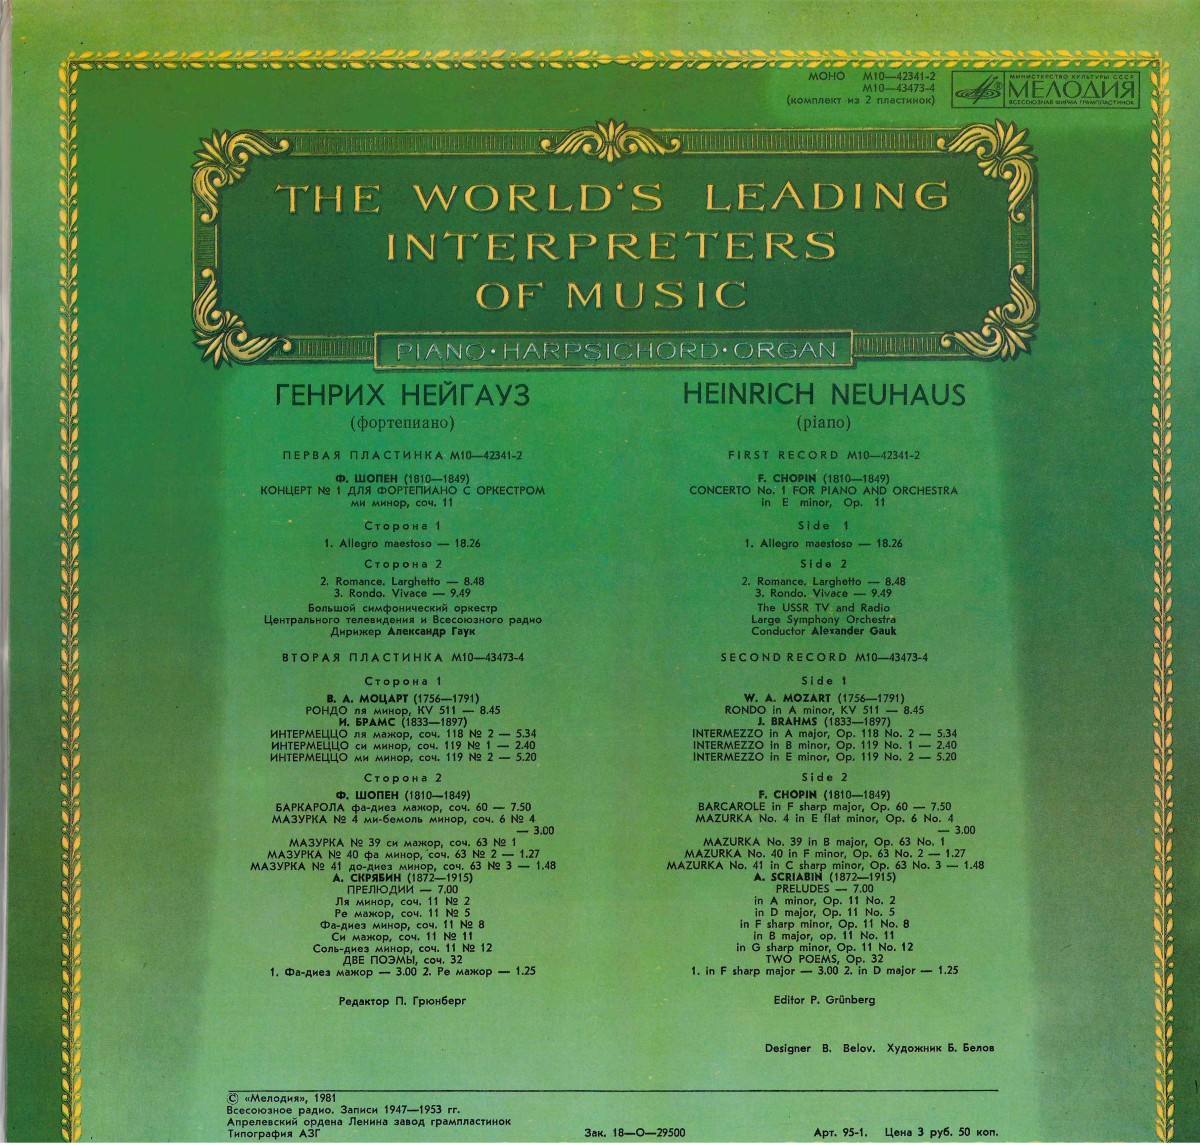 МОНО М10—42341-2
М10—43473-4
(комплект из 2 пластинок)
МИНИСТЕРСТВО КУЛЬТУРЫ СССР
МЕЛОДИЯ
ВСЕСОЮЗНАЯ ФИРМА ГРАМПЛАСТИНОК
THE WORLD'S LEADING
INTERPRETERS
OF MUSIC
PIANO·HARPSICHORD·ORGAN
ГЕНРИХ НЕЙГАУЗ
(фортепиано)
ПЕРВАЯ ПЛАСТИНКА М10—42341-2
Ф. ШОПЕН (1810—1849)
КОНЦЕРТ № 1 ДЛЯ ФОРТЕПИАНО С ОРКЕСТРОМ
ми минор, соч. 11
Сторона 1
1. Allegro maestoso — 18.26
Сторона 2
2. Romance. Larghetto — 8.48
3. Rondo. Vivace — 9.49
Большой симфонический оркестр
Центрального телевидения и Всесоюзного радио
Дирижер Александр Гаук
ВТОРАЯ ПЛАСТИНКА М10—43473-4
Сторона 1
В. А. МОЦАРТ (1756—1791)
РОНДО ля минор, KV 511 — 8.45
И. БРАМС (1833—1897)
ИНТЕРМЕЦЦО ля мажор, соч. 118 № 2 — 5.34
ИНТЕРМЕЦЦО си минор, соч. 119 № 1 — 2.40
ИНТЕРМЕЦЦО ми минор, соч. 119 № 2 — 5.20
Сторона 2
Ф. ШОПЕН (1810—1849)
БАРКАРОЛА фа-диез мажор, соч. 60 — 7.50
МАЗУРКА № 4 ми-бемоль минор, соч. 6 № 4
— 3.00
МАЗУРКА № 39 си мажор, соч. 63 № 1
МАЗУРКА № 40 фа минор, соч. 63 № 2 — 1.27
МАЗУРКА № 41 до-диез минор, соч. 63 № 3 — 1.48
А. СКРЯБИН (1872—1915)
ПРЕЛЮДИИ — 7.00
Ля минор, соч. 11 № 2
Ре мажор, соч. 11 № 5
Фа-диез минор, соч. 11 № 8
Си мажор, соч. 11 № 11
Соль-диез минор, соч. 11 № 12
ДВЕ ПОЭМЫ, соч. 32
1. Фа-диез мажор — 3.00 2. Ре мажор — 1.25
Редактор П. Грюнберг
HEINRICH NEUHAUS
(piano)
FIRST RECORD М10—42341-2
F. CHOPIN (1810—1849)
CONCERTO No. 1 FOR PIANO AND ORCHESTRA
in E minor, Op. 11
Side 1
1. Allegro maestoso — 18.26
Side 2
2. Romance. Larghetto — 8.48
3. Rondo. Vivace — 9.49
The USSR TV and Radio
Large Symphony Orchestra
Conductor Alexander Gauk
SECOND RECORD М10—43473-4
Side 1
W. A. MOZART (1756—1791)
RONDO in A minor, KV 511 — 8.45
J. BRAHMS (1833—1897)
INTERMEZZO in A major, Op. 118 No. 2 — 5.34
INTERMEZZO in B minor, Op. 119 No. 1 — 2.40
INTERMEZZO in E minor, Op. 119 No. 2 — 5.20
Side 2
F. CHOPIN (1810—1849)
BARCAROLE in F sharp major, Op. 60 — 7.50
MAZURKA No. 4 in E flat minor, Op. 6 No. 4
— 3.00
MAZURKA No. 39 in B major, Op. 63 No. 1
MAZURKA No. 40 in F minor, Op. 63 No. 2 — 1.27
MAZURKA No. 41 in C sharp minor, Op. 63 No. 3 — 1.48
A. SCRIABIN (1872—1915)
PRELUDES — 7.00
in A minor, Op. 11 No. 2
in D major, Op. 11 No. 5
in F sharp minor, Op. 11 No. 8
in B major, op. 11 No. 11
in G sharp minor, Op. 11 No. 12
TWO POEMS, Op. 32
1. in F sharp major — 3.00 2. in D major — 1.25
Editor P. Grünberg
Designer B. Belov. Художник Б. Белов
© «Мелодия», 1981
Всесоюзное радио. Записи 1947—1953 гг.
Апрелевский ордена Ленина завод грампластинок
Типография АЗГ Зак. 18—О—29500 Арт. 95-1. Цена 3 руб. 50 коп.